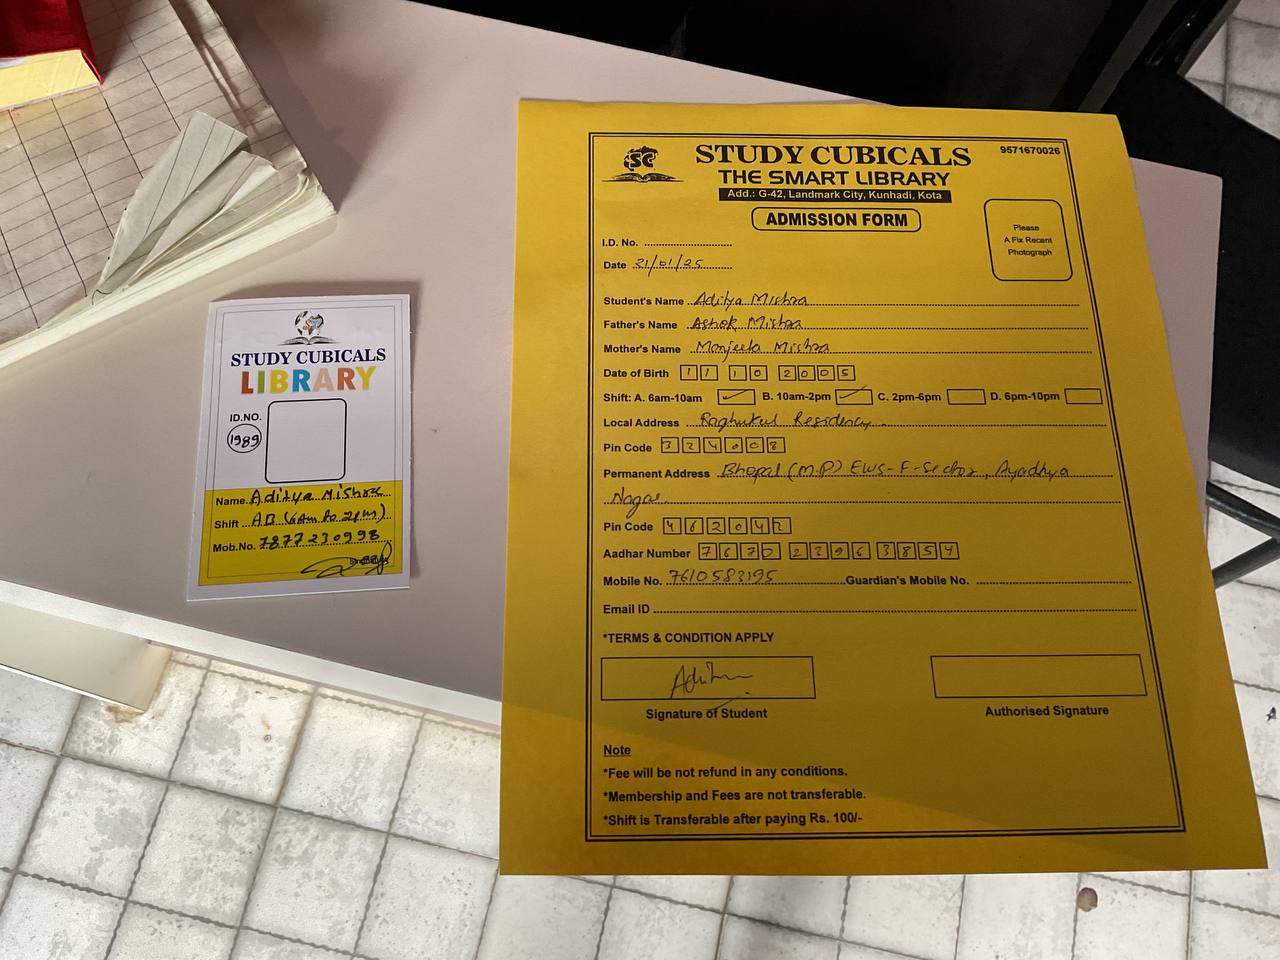 STUDY CUBICALS
LIBRARY
ID.NO.
1989
Name Aditya Mishra
Shift AB (6Am to 2pm)
Mob.No. 7877230998
Signature
SC
STUDY CUBICALS
9571670026
THE SMART LIBRARY
Add.: G-42, Landmark City, Kunhadi, Kota
ADMISSION FORM
Please
A Fix Recent
Photograph
I.D. No.
Date 21/01/25
Student's Name Aditya Mishra
Father's Name Ashok Mishra
Mother's Name Manjeeta Mishra
Date of Birth 11 10 2005
Shift: A. 6am-10am B. 10am-2pm C. 2pm-6pm D. 6pm-10pm
Local Address Raghukul Residency.
Pin Code 324008
Permanent Address Bhopal (M.P) EWS-F-Sector, Ayadhya
Nagar.
Pin Code 462042
Aadhar Number 7670 2396 3854
Mobile No. 7610583195 Guardian's Mobile No.
Email ID
*TERMS & CONDITION APPLY
Signature of Student Authorised Signature
Note
*Fee will be not refund in any conditions.
*Membership and Fees are not transferable.
*Shift is Transferable after paying Rs. 100/-